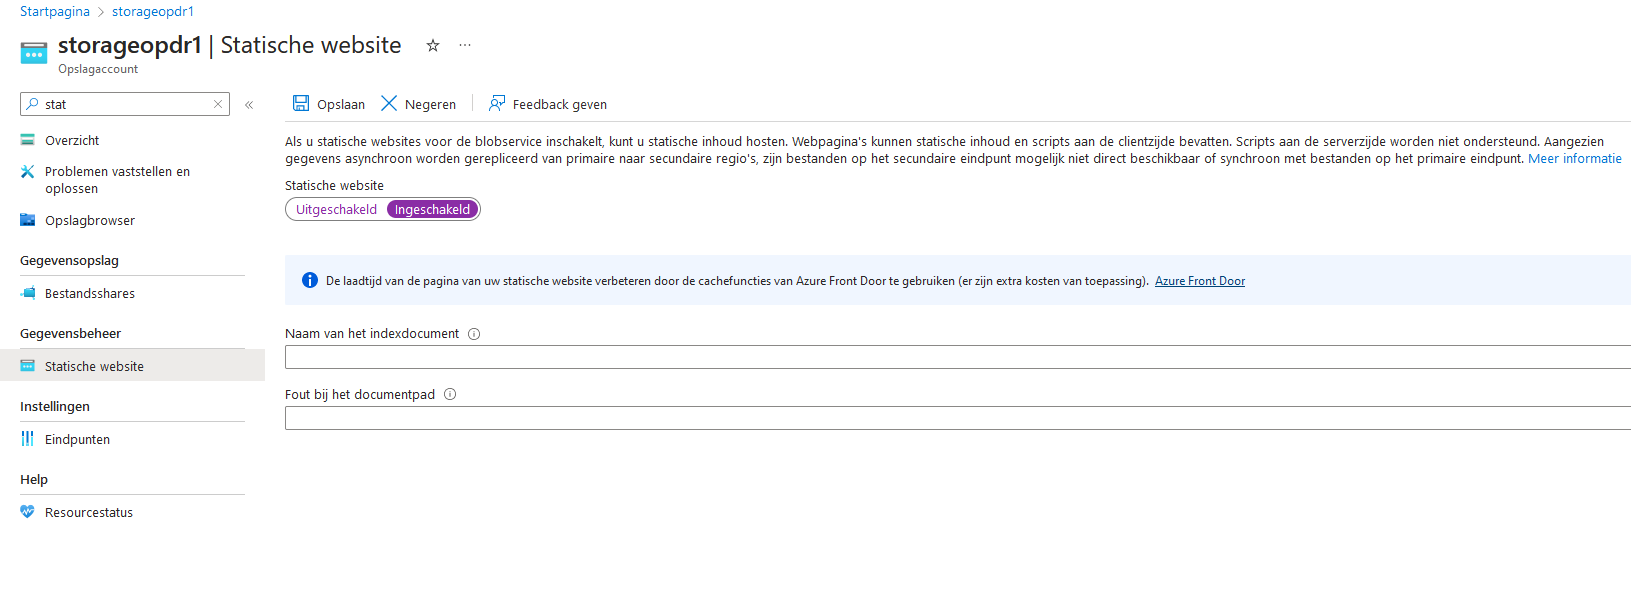 Startpagina > storageopdr1
storageopdr1 | Statische website
Opslagaccount
stat
Overzicht
Problemen vaststellen en
oplossen
Opslagbrowser
Gegevensopslag
Bestandsshares
Gegevensbeheer
Statische website
Instellingen
Eindpunten
Help
Resourcestatus
Opslaan Negeren Feedback geven
Als u statische websites voor de blobservice inschakelt, kunt u statische inhoud hosten. Webpagina's kunnen statische inhoud en scripts aan de clientzijde bevatten. Scripts aan de serverzijde worden niet ondersteund. Aangezien
gegevens asynchroon worden gerepliceerd van primaire naar secundaire regio's, zijn bestanden op het secundaire eindpunt mogelijk niet direct beschikbaar of synchroon met bestanden op het primaire eindpunt. Meer informatie
Statische website
Uitgeschakeld Ingeschakeld
De laadtijd van de pagina van uw statische website verbeteren door de cachefuncties van Azure Front Door te gebruiken (er zijn extra kosten van toepassing). Azure Front Door
Naam van het indexdocument
Fout bij het documentpad